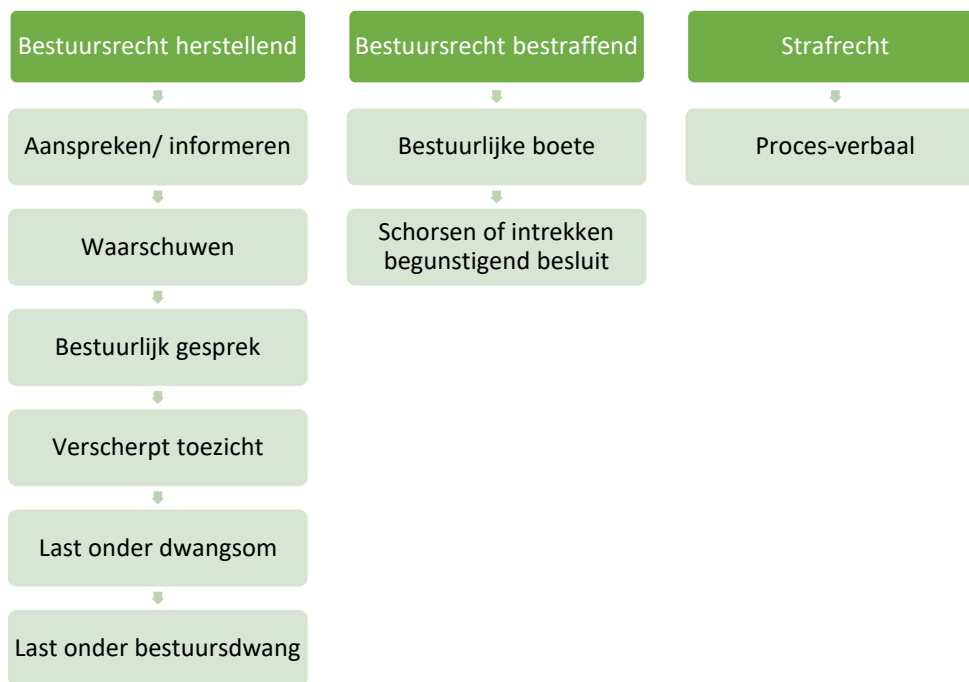 Bestuursrecht herstellend
Aanspreken/ informeren
Waarschuwen
Bestuurlijk gesprek
Verscherpt toezicht
Last onder dwangsom
Last onder bestuursdwang
Bestuursrecht bestraffend
Bestuurlijke boete
Schorsen of intrekken
begunstigend besluit
Strafrecht
Proces-verbaal